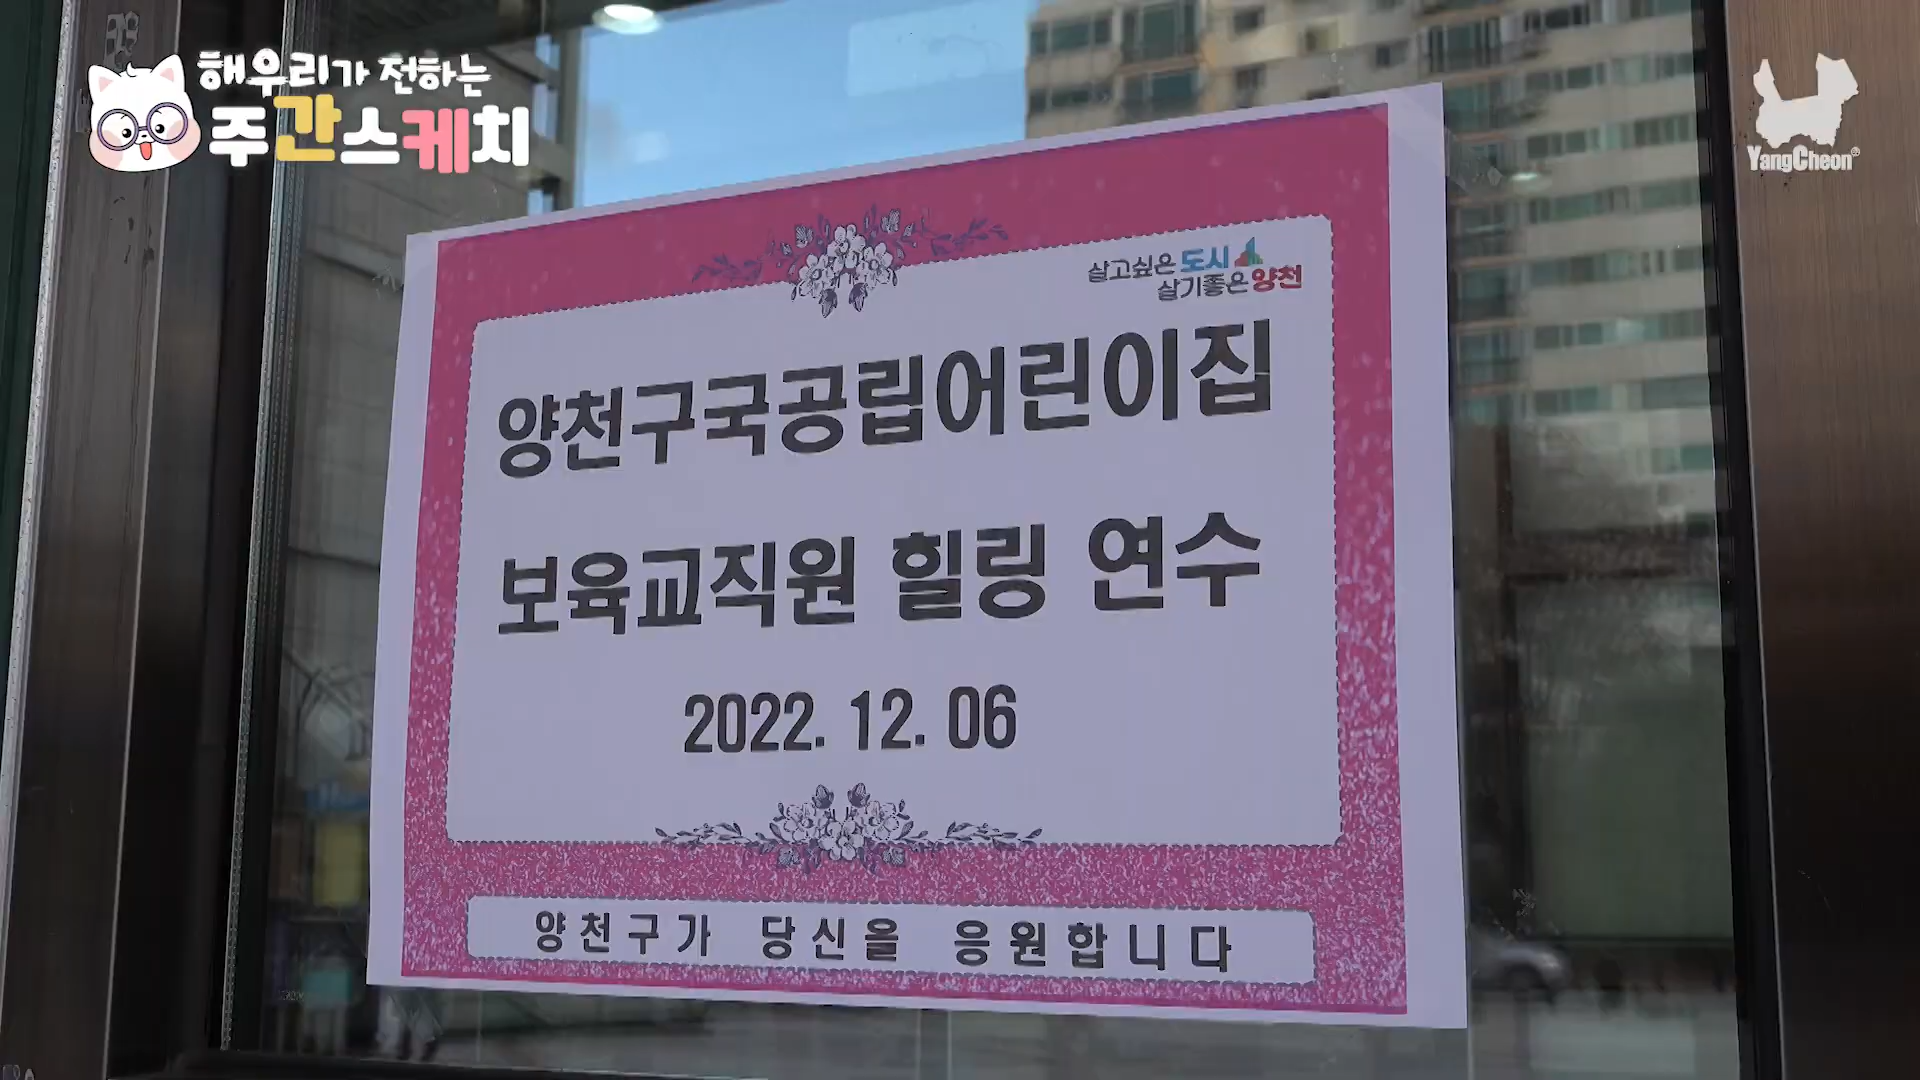 해우리가 전하는
주간스케치
YangCheon
살고싶은 도시
살기좋은 양천
양천구국공립어린이집
보육교직원 힐링 연수
2022. 12. 06
양천구가 당신을 응원합니다